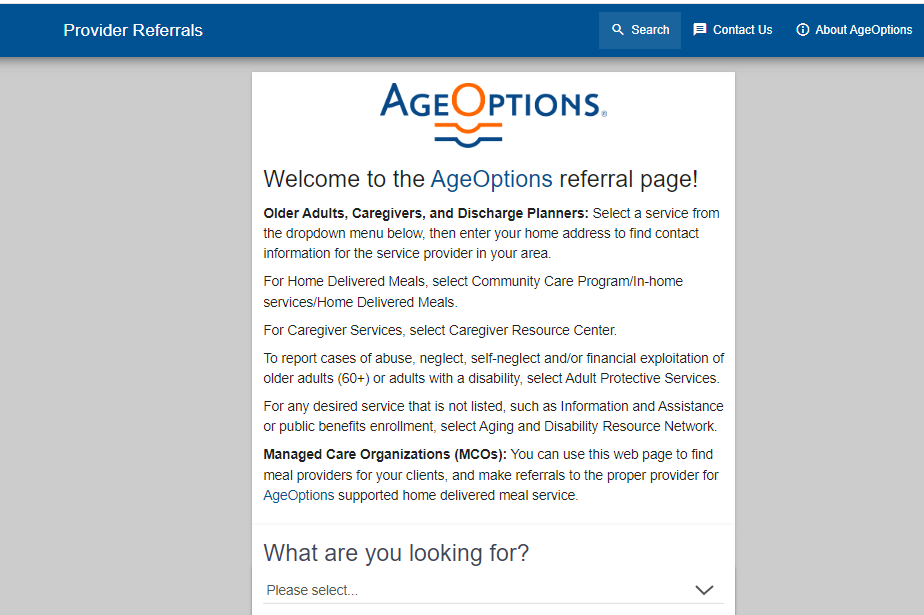 Provider Referrals
Search
Contact Us
About AgeOptions
AGEOPTIONS®
Welcome to the AgeOptions referral page!
Older Adults, Caregivers, and Discharge Planners: Select a service from
the dropdown menu below, then enter your home address to find contact
information for the service provider in your area.
For Home Delivered Meals, select Community Care Program/In-home
services/Home Delivered Meals.
For Caregiver Services, select Caregiver Resource Center.
To report cases of abuse, neglect, self-neglect and/or financial exploitation of
older adults (60+) or adults with a disability, select Adult Protective Services.
For any desired service that is not listed, such as Information and Assistance
or public benefits enrollment, select Aging and Disability Resource Network.
Managed Care Organizations (MCOs): You can use this web page to find
meal providers for your clients, and make referrals to the proper provider for
AgeOptions supported home delivered meal service.
What are you looking for?
Please select...